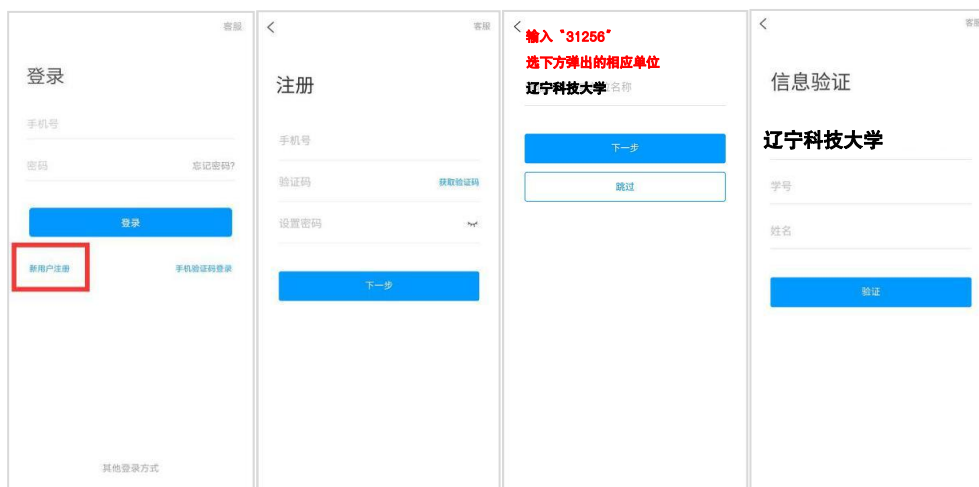 客服
登录
手机号
密码
忘记密码?
登录
新用户注册
手机验证码登录
其他登录方式
客服
注册
手机号
验证码
获取验证码
设置密码
下一步
输入“31256”
选下方弹出的相应单位
辽宁科技大学
名称
下一步
跳过
客服
信息验证
辽宁科技大学
学号
姓名
验证